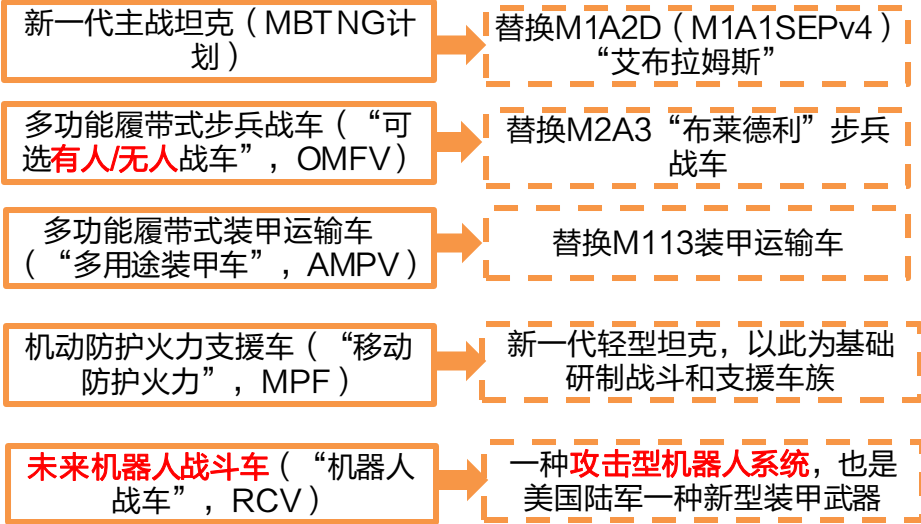 新一代主战坦克（MBTNG计
划）
替换M1A2D（M1A1SEPv4）
“艾布拉姆斯”
多功能履带式步兵战车（“可
选有人/无人战车”，OMFV）
替换M2A3“布莱德利”步兵
战车
多功能履带式装甲运输车
（“多用途装甲车”，AMPV）
替换M113装甲运输车
机动防护火力支援车（“移动
防护火力”，MPF）
新一代轻型坦克，以此为基础
研制战斗和支援车族
未来机器人战斗车（“机器人
战车”，RCV）
一种攻击型机器人系统，也是
美国陆军一种新型装甲武器